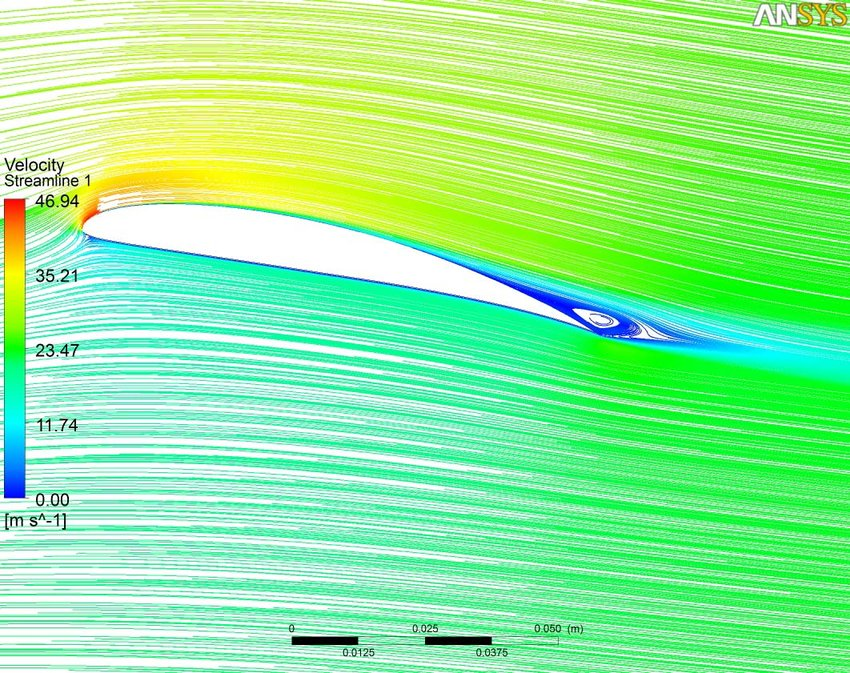 ANSYS
Velocity
Streamline 1
46.94
35.21
23.47
11.74
0.00
[m s^-1]
0 0.025 0.050 (m)
0.0125 0.0375